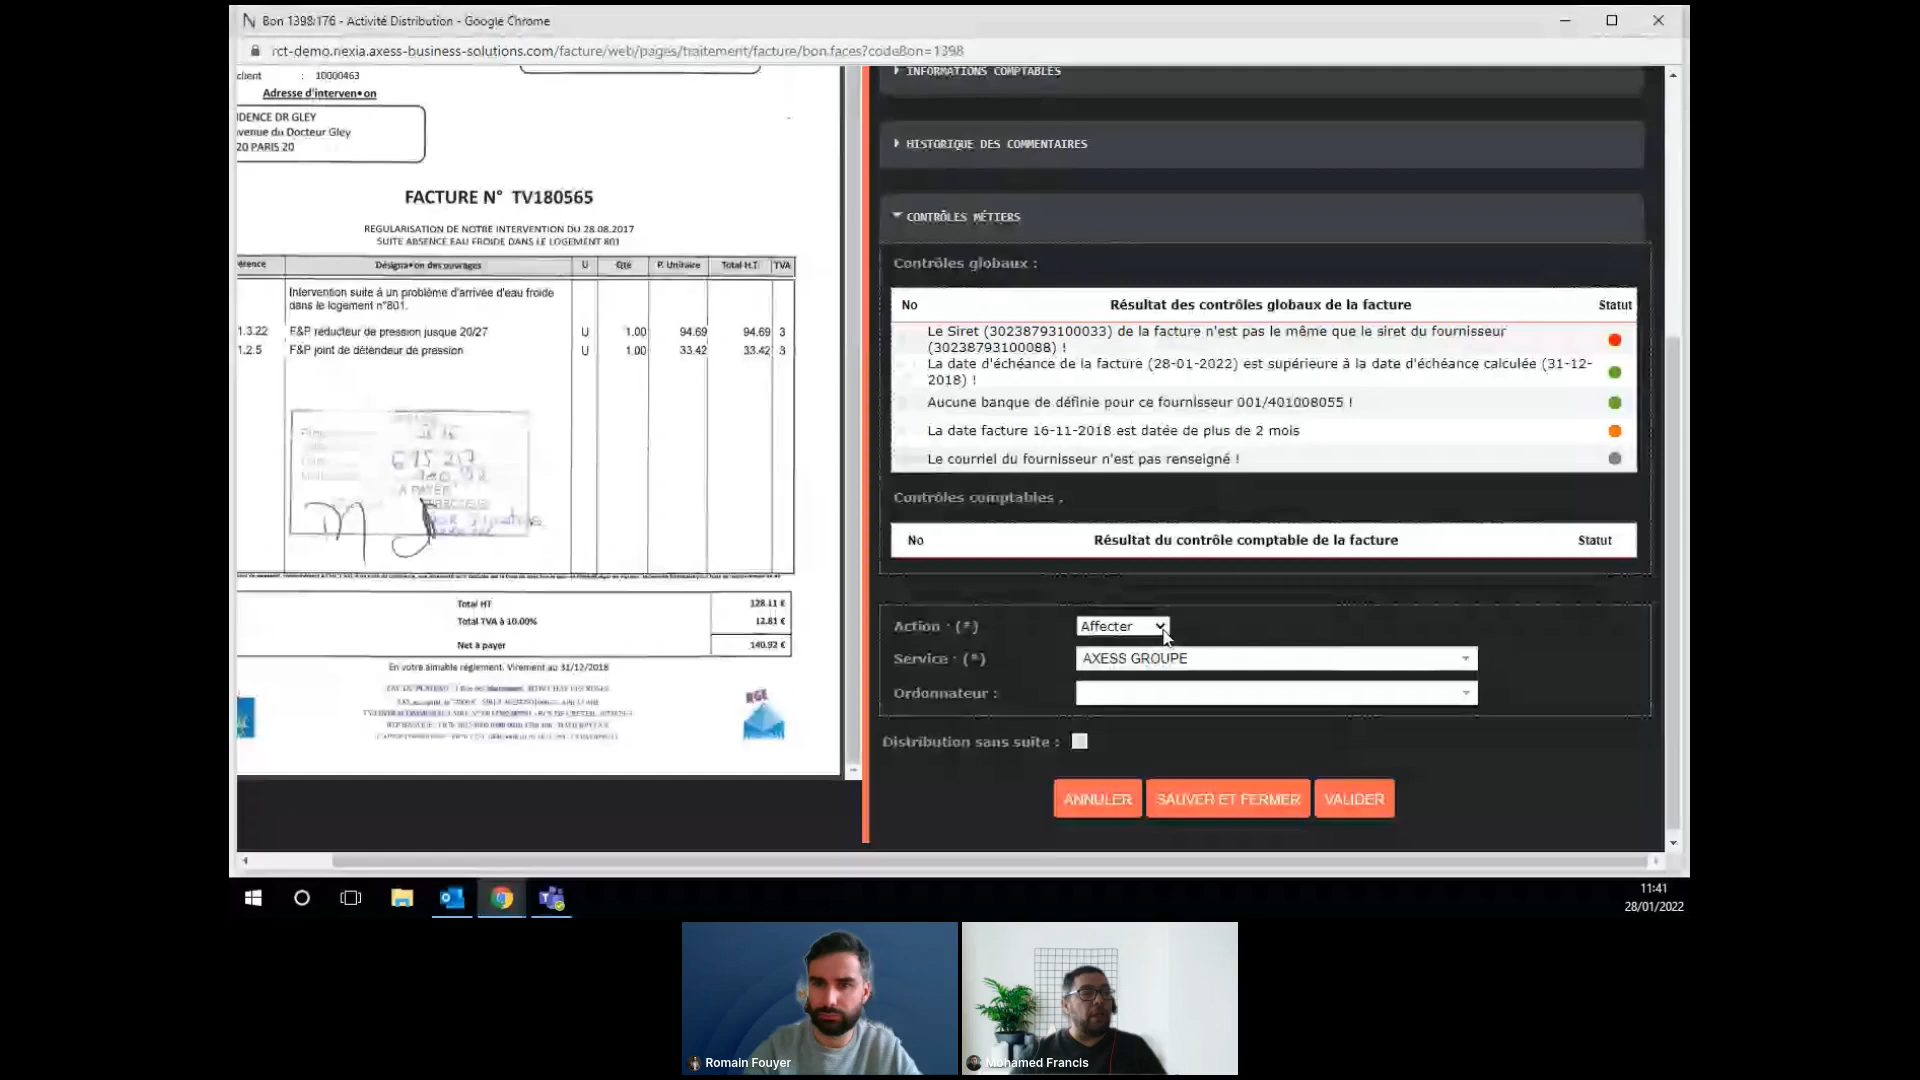 Bon 1398:176 - Activité Distribution - Google Chrome
rct-demo.nexia.axess-business-solutions.com/facture/web/pages/traitement/facture/bon.faces?codeBon=1398
client : 10000463
Adresse d'interven•on
IDENCE DR GLEY
avenue du Docteur Gley
20 PARIS 20
FACTURE N° TV180565
REGULARISATION DE NOTRE INTERVENTION DU 28.08.2017
SUITE ABSENCE EAU FROIDE DANS LE LOGEMENT 801
érence Désigna•on des ouvrages U Qté P. Unitaire Total H.T. TVA
Intervention suite à un problème d'arrivée d'eau froide
dans le logement n°801.
1.3.22 F&P réducteur de pression jusque 20/27 U 1.00 94.69 94.69 3
1.2.5 F&P joint de détendeur de pression U 1.00 33.42 33.42 3
A PAYER
Total HT 128.11 €
Total TVA à 10.00% 12.81 €
Net à payer 140.92 €
En votre aimable règlement. Virement au 31/12/2018
RGE
INFORMATIONS COMPTABLES
HISTORIQUE DES COMMENTAIRES
CONTRÔLES MÉTIERS
Contrôles globaux :
No Résultat des contrôles globaux de la facture Statut
Le Siret (30238793100033) de la facture n'est pas le même que le siret du fournisseur
(30238793100088) !
La date d'échéance de la facture (28-01-2022) est supérieure à la date d'échéance calculée (31-12-
2018) !
Aucune banque de définie pour ce fournisseur 001/401008055 !
La date facture 16-11-2018 est datée de plus de 2 mois
Le courriel du fournisseur n'est pas renseigné !
Contrôles comptables :
No Résultat du contrôle comptable de la facture Statut
Action : (*) Affecter
Service : (*) AXESS GROUPE
Ordonnateur :
Distribution sans suite :
ANNULER SAUVER ET FERMER VALIDER
11:41
28/01/2022
Romain Fouyer
Mohamed Francis